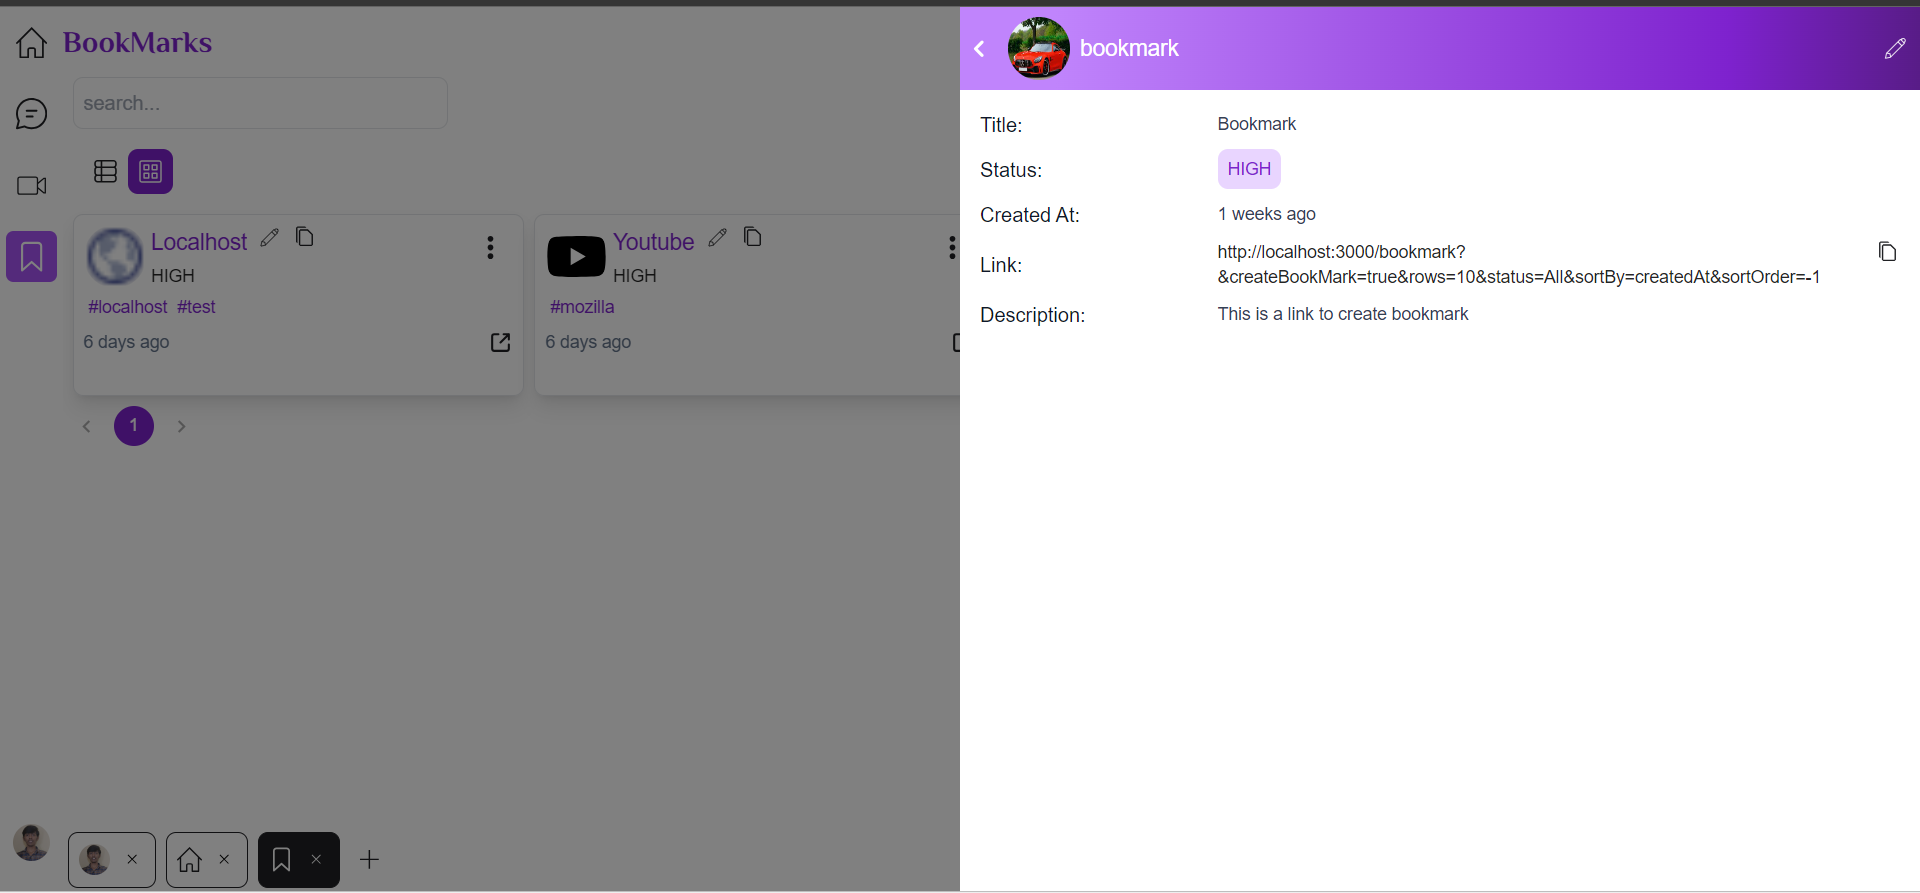 BookMarks
search...
Localhost
HIGH
#localhost #test
6 days ago
Youtube
HIGH
#mozilla
6 days ago
1
bookmark
Title: Bookmark
Status: HIGH
Created At: 1 weeks ago
Link: http://localhost:3000/bookmark?
&createBookMark=true&rows=10&status=All&sortBy=createdAt&sortOrder=-1
Description: This is a link to create bookmark